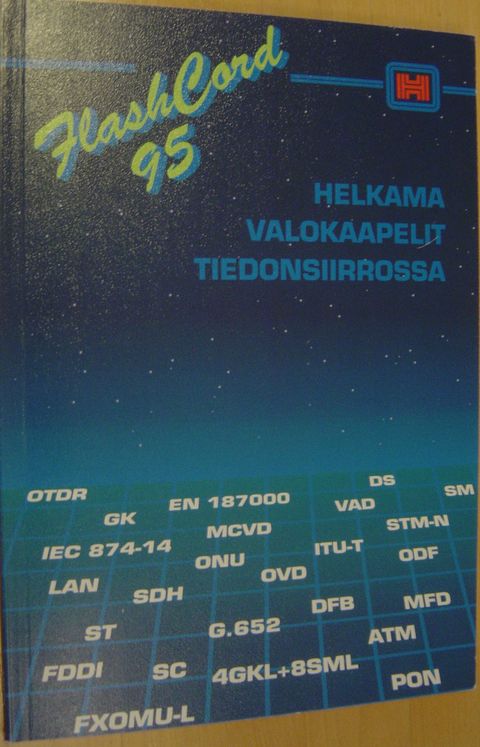 FlashCord
95
HELKAMA
VALOKAAPELIT
TIEDONSIIRROSSA
OTDR
DS
SM
GK
EN 187000
VAD
IEC 874-14
MCVD
STM-N
ONU
ITU-T
ODF
LAN
SDH
OVD
DFB
MFD
ST
G.652
ATM
FDDI
SC
4GKL+8SML
PON
FXOMU-L